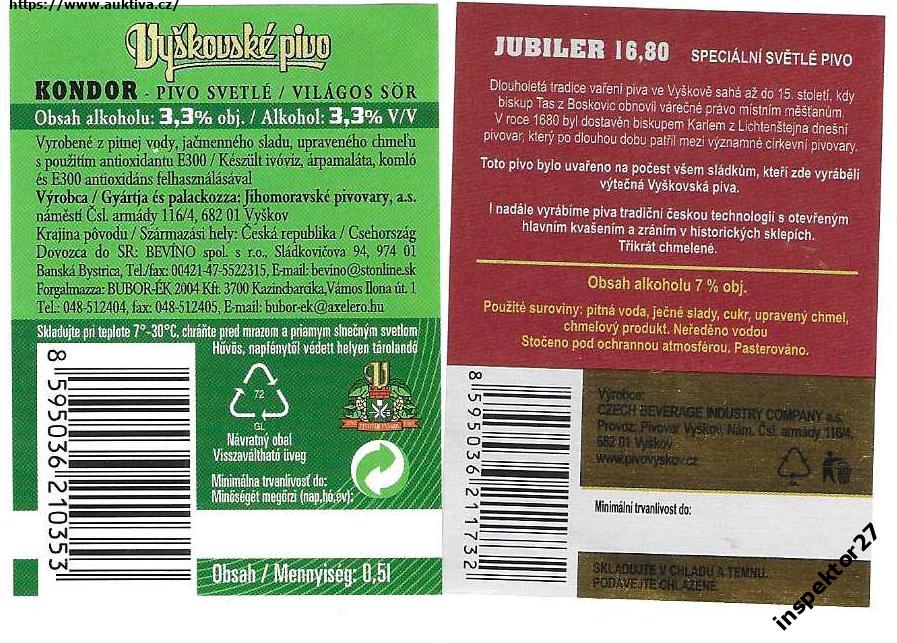 https://www.auktiva.cz/
Vyškovské pivo
KONDOR - PIVO SVETLÉ / VILÁGOS SÖR
Obsah alkoholu: 3,3% obj. / Alkohol: 3,3% V/V
Vyrobené z pitnej vody, jačmenného sladu, upraveného chmeľu
s použitím antioxidantu E300 / Készült ivóvíz, árpamaláta, komló
és E300 antioxidáns felhasználásával
Výrobca / Gyártja és palackozza: Jihomoravské pivovary, a.s.
náměstí Čsl. armády 116/4, 682 01 Vyškov
Krajina pôvodu / Származási hely: Česká republika / Csehország
Dovozca do SR: BEVÍNO spol. s r.o., Sládkovičova 94, 974 01
Banská Bystrica, Tel./fax: 00421-47-5522315, E-mail: bevino@stonline.sk
Forgalmazza: BUBOR-ÉK 2004 Kft. 3700 Kazincbarcika, Vámos Ilona út. 1
Tel.: 048-512404, fax: 048-512405, E-mail: bubor-ek@axelero.hu
Skladujte pri teplote 7°-30°C, chráňte pred mrazom a priamym slnečným svetlom
Hűvös, napfénytől védett helyen tárolandó
8 595036 210353
72
GL
Návratný obal
Visszaváltható üveg
Minimálna trvanlivosť do:
Minőségét megőrzi (nap,hó,év):
Obsah / Mennyiség: 0,5l
JUBILER 16,80 SPECIÁLNÍ SVĚTLÉ PIVO
Dlouholetá tradice vaření piva ve Vyškově sahá až do 15. století, kdy
biskup Tas z Boskovic obnovil várečné právo místním měšťanům.
V roce 1680 byl dostavěn biskupem Karlem z Lichtenštejna dnešní
pivovar, který po dlouhou dobu patřil mezi významné církevní pivovary.
Toto pivo bylo uvařeno na počest všem sládkům, kteří zde vyráběli
výtečná Vyškovská piva.
I nadále vyrábíme piva tradiční českou technologií s otevřeným
hlavním kvašením a zráním v historických sklepích.
Třikrát chmelené.
Obsah alkoholu 7 % obj.
Použité suroviny: pitná voda, ječné slady, cukr, upravený chmel,
chmelový produkt. Neředěno vodou
Stočeno pod ochrannou atmosférou. Pasterováno.
8 595036 211732
Výrobce:
CZECH BEVERAGE INDUSTRY COMPANY a.s.
Provoz: Pivovar Vyškov, Nám. Čsl. armády 116/4,
682 01 Vyškov
www.pivovyskov.cz
Minimální trvanlivost do:
SKLADUJTE V CHLADU A TEMNU.
PODÁVEJTE CHLAZENÉ.
inspektor27